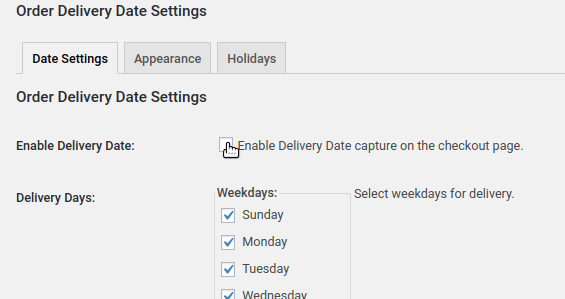 Order Delivery Date Settings
Date Settings Appearance Holidays
Order Delivery Date Settings
Enable Delivery Date: Enable Delivery Date capture on the checkout page.
Delivery Days: Weekdays: Select weekdays for delivery.
Sunday
Monday
Tuesday
Wednesday